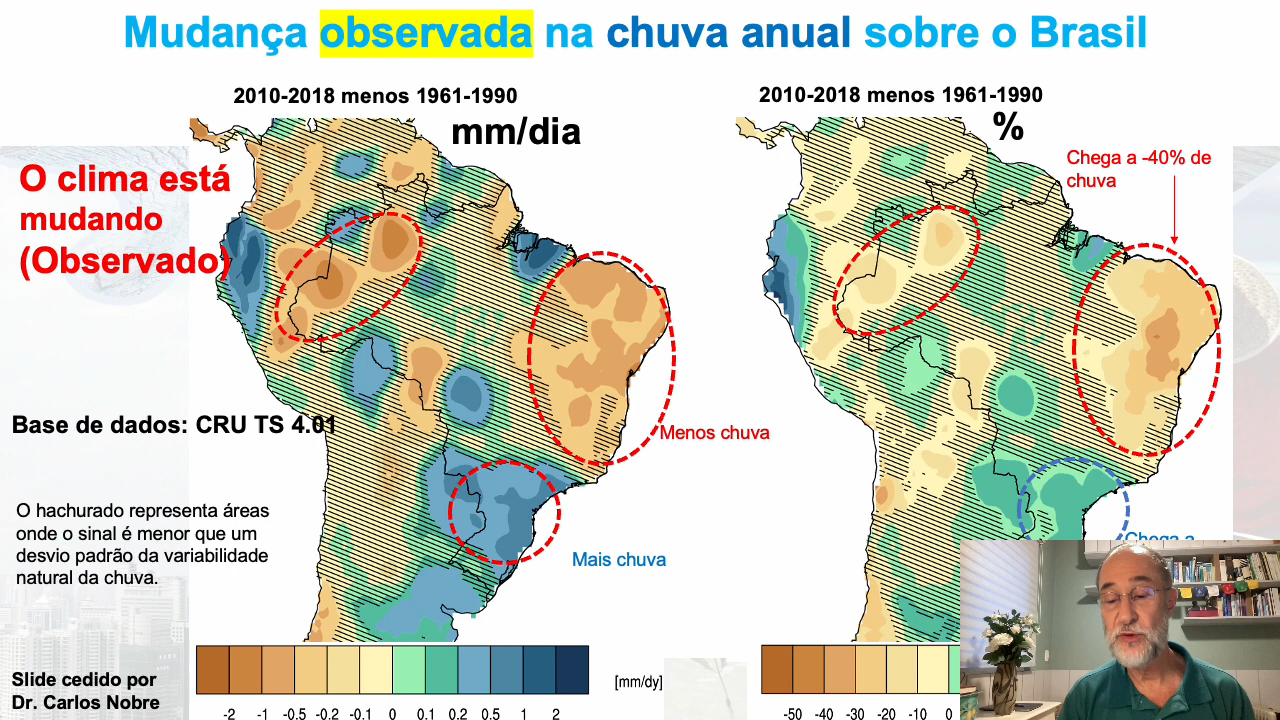 Mudança observada na chuva anual sobre o Brasil
2010-2018 menos 1961-1990
mm/dia
2010-2018 menos 1961-1990
%
O clima está
mudando
(Observado)
Chega a -40% de
chuva
Base de dados: CRU TS 4.01
Menos chuva
O hachurado representa áreas
onde o sinal é menor que um
desvio padrão da variabilidade
natural da chuva.
Mais chuva
Chega a
Slide cedido por
Dr. Carlos Nobre
[mm/dy]
-2 -1 -0.5 -0.2 -0.1 0 0.1 0.2 0.5 1 2
-50 -40 -30 -20 -10 0